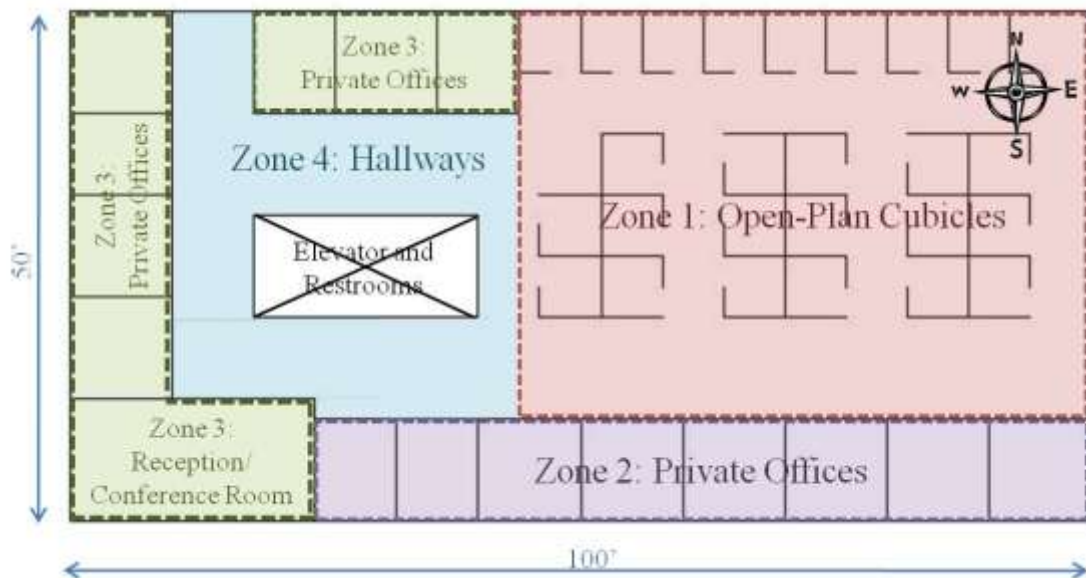 Zone 3:
Private Offices
N
W
E
S
Zone 4: Hallways
Zone 3:
Private Offices
Zone 1: Open-Plan Cubicles
Elevator and
Restrooms
50'
Zone 3:
Reception/
Conference Room
Zone 2: Private Offices
100'